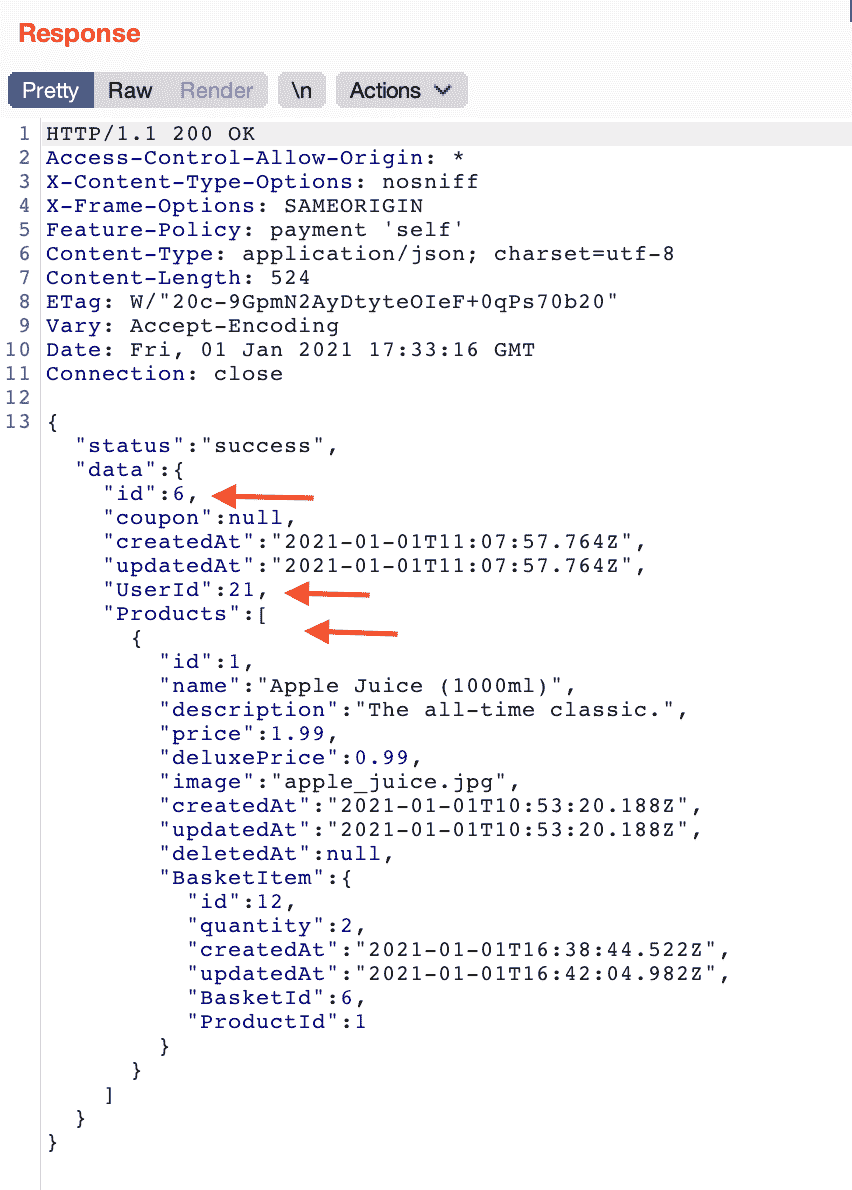 Response
Pretty Raw Render \n Actions
1 HTTP/1.1 200 OK
2 Access-Control-Allow-Origin: *
3 X-Content-Type-Options: nosniff
4 X-Frame-Options: SAMEORIGIN
5 Feature-Policy: payment 'self'
6 Content-Type: application/json; charset=utf-8
7 Content-Length: 524
8 ETag: W/"20c-9GpmN2AyDtyteOIeF+0qPs70b20"
9 Vary: Accept-Encoding
10 Date: Fri, 01 Jan 2021 17:33:16 GMT
11 Connection: close
12
13 {
"status":"success",
"data":{
"id":6,
"coupon":null,
"createdAt":"2021-01-01T11:07:57.764Z",
"updatedAt":"2021-01-01T11:07:57.764Z",
"UserId":21,
"Products":[
{
"id":1,
"name":"Apple Juice (1000ml)",
"description":"The all-time classic.",
"price":1.99,
"deluxePrice":0.99,
"image":"apple_juice.jpg",
"createdAt":"2021-01-01T10:53:20.188Z",
"updatedAt":"2021-01-01T10:53:20.188Z",
"deletedAt":null,
"BasketItem":{
"id":12,
"quantity":2,
"createdAt":"2021-01-01T16:38:44.522Z",
"updatedAt":"2021-01-01T16:42:04.982Z",
"BasketId":6,
"ProductId":1
}
}
]
}
}